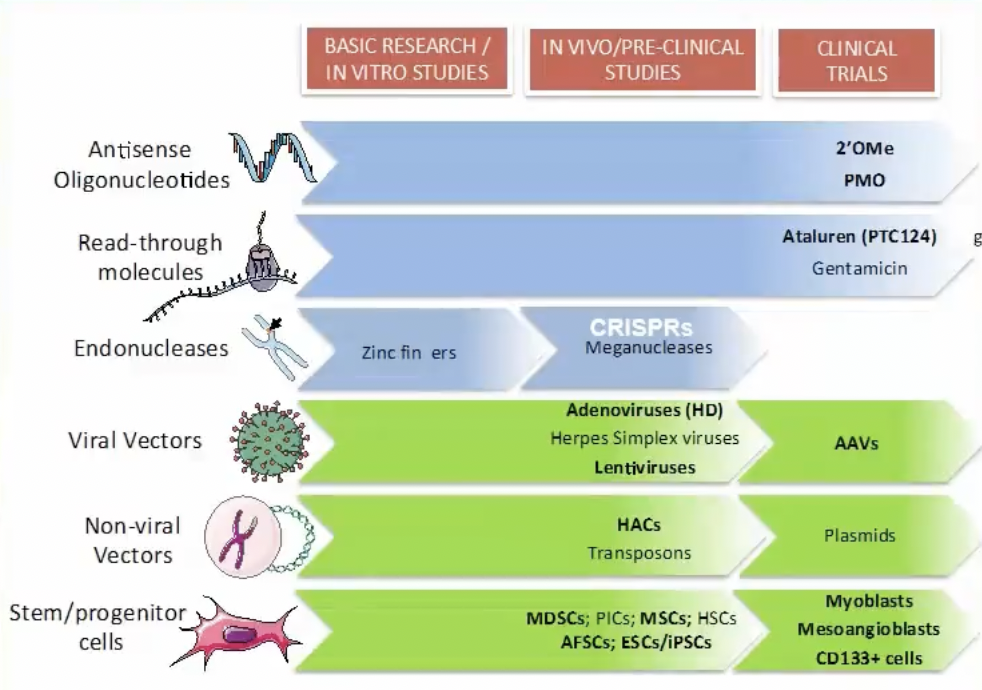 BASIC RESEARCH /
IN VITRO STUDIES
IN VIVO/PRE-CLINICAL
STUDIES
CLINICAL
TRIALS
Antisense
Oligonucleotides
2'OMe
PMO
Read-through
molecules
Ataluren (PTC124)
g
Gentamicin
Endonucleases
Zinc fin ers
CRISPRs
Meganucleases
Viral Vectors
Adenoviruses (HD)
Herpes Simplex viruses
Lentiviruses
AAVs
Non-viral
Vectors
HACs
Transposons
Plasmids
Stem/progenitor
cells
MDSCs; PICs; MSCs; HSCs
AFSCs; ESCs/iPSCs
Myoblasts
Mesoangioblasts
CD133+ cells